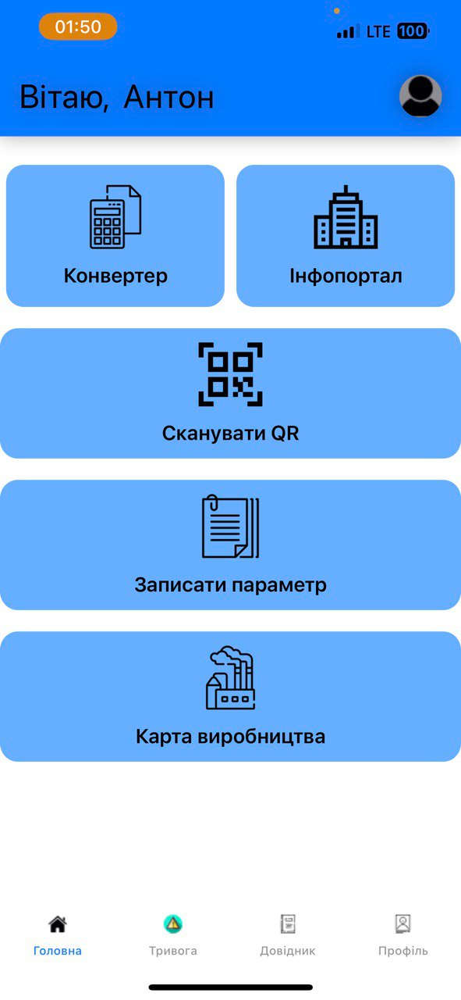 01:50
LTE 100
Вітаю, Антон
Конвертер
Інфопортал
Сканувати QR
Записати параметр
Карта виробництва
Головна
Тривога
Довідник
Профіль